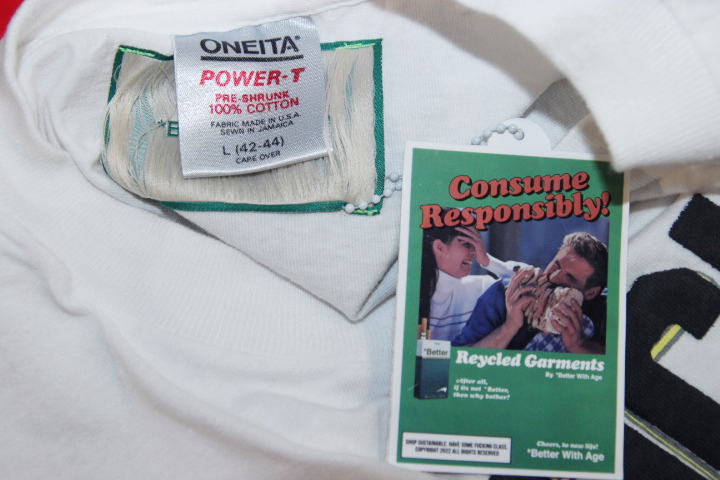 ONEITA®
POWER-T
PRE-SHRUNK
100% COTTON
FABRIC MADE IN U.S.A.
SEWN IN JAMAICA
L (42-44)
CARE OVER
Consume
Responsibly!
*Better
Reycled Garments
By *Better With Age
After all,
if its not *Better,
then why bother?
SHOP SUSTAINABLE. HAVE SOME FUCKING CLASS.
COPYRIGHT 2022 ALL RIGHTS RESERVED
Cheers, to new life!
*Better With Age